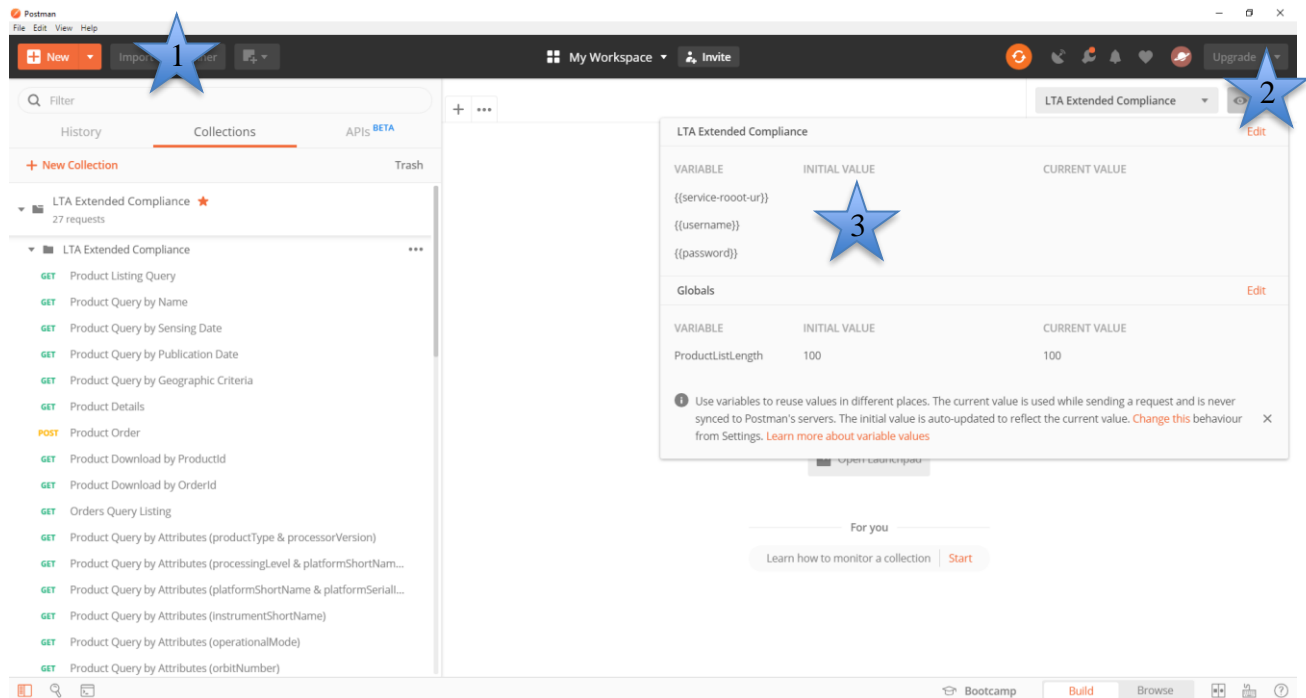 Postman
File Edit View Help
New
My Workspace
Invite
Upgrade
1
2
Filter
LTA Extended Compliance
History Collections APIs BETA
+ New Collection Trash
LTA Extended Compliance
27 requests
LTA Extended Compliance
GET Product Listing Query
GET Product Query by Name
GET Product Query by Sensing Date
GET Product Query by Publication Date
GET Product Query by Geographic Criteria
GET Product Details
POST Product Order
GET Product Download by ProductId
GET Product Download by OrderId
GET Orders Query Listing
GET Product Query by Attributes (productType & processorVersion)
GET Product Query by Attributes (processingLevel & platformShortNam...
GET Product Query by Attributes (platformShortName & platformSeriali...
GET Product Query by Attributes (instrumentShortName)
GET Product Query by Attributes (operationalMode)
GET Product Query by Attributes (orbitNumber)
LTA Extended Compliance Edit
VARIABLE INITIAL VALUE CURRENT VALUE
{{service-rooot-ur}}
{{username}}
{{password}}
3
Globals Edit
VARIABLE INITIAL VALUE CURRENT VALUE
ProductListLength 100 100
Use variables to reuse values in different places. The current value is used while sending a request and is never
synced to Postman's servers. The initial value is auto-updated to reflect the current value. Change this behaviour
from Settings. Learn more about variable values
Open Launchpad
For you
Learn how to monitor a collection Start
Bootcamp Build Browse